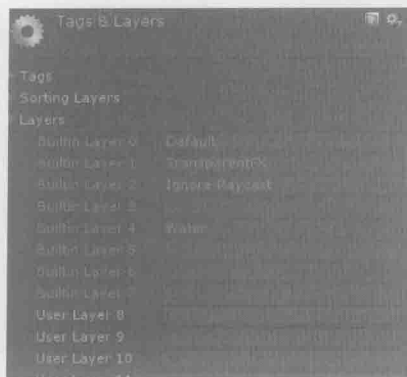 Tags & Layers
Tags
Sorting Layers
Layers
Builtin Layer 0 Default
Builtin Layer 1 TransparentFX
Builtin Layer 2 Ignore Raycast
Builtin Layer 3
Builtin Layer 4 Water
Builtin Layer 5
Builtin Layer 6
Builtin Layer 7
User Layer 8
User Layer 9
User Layer 10